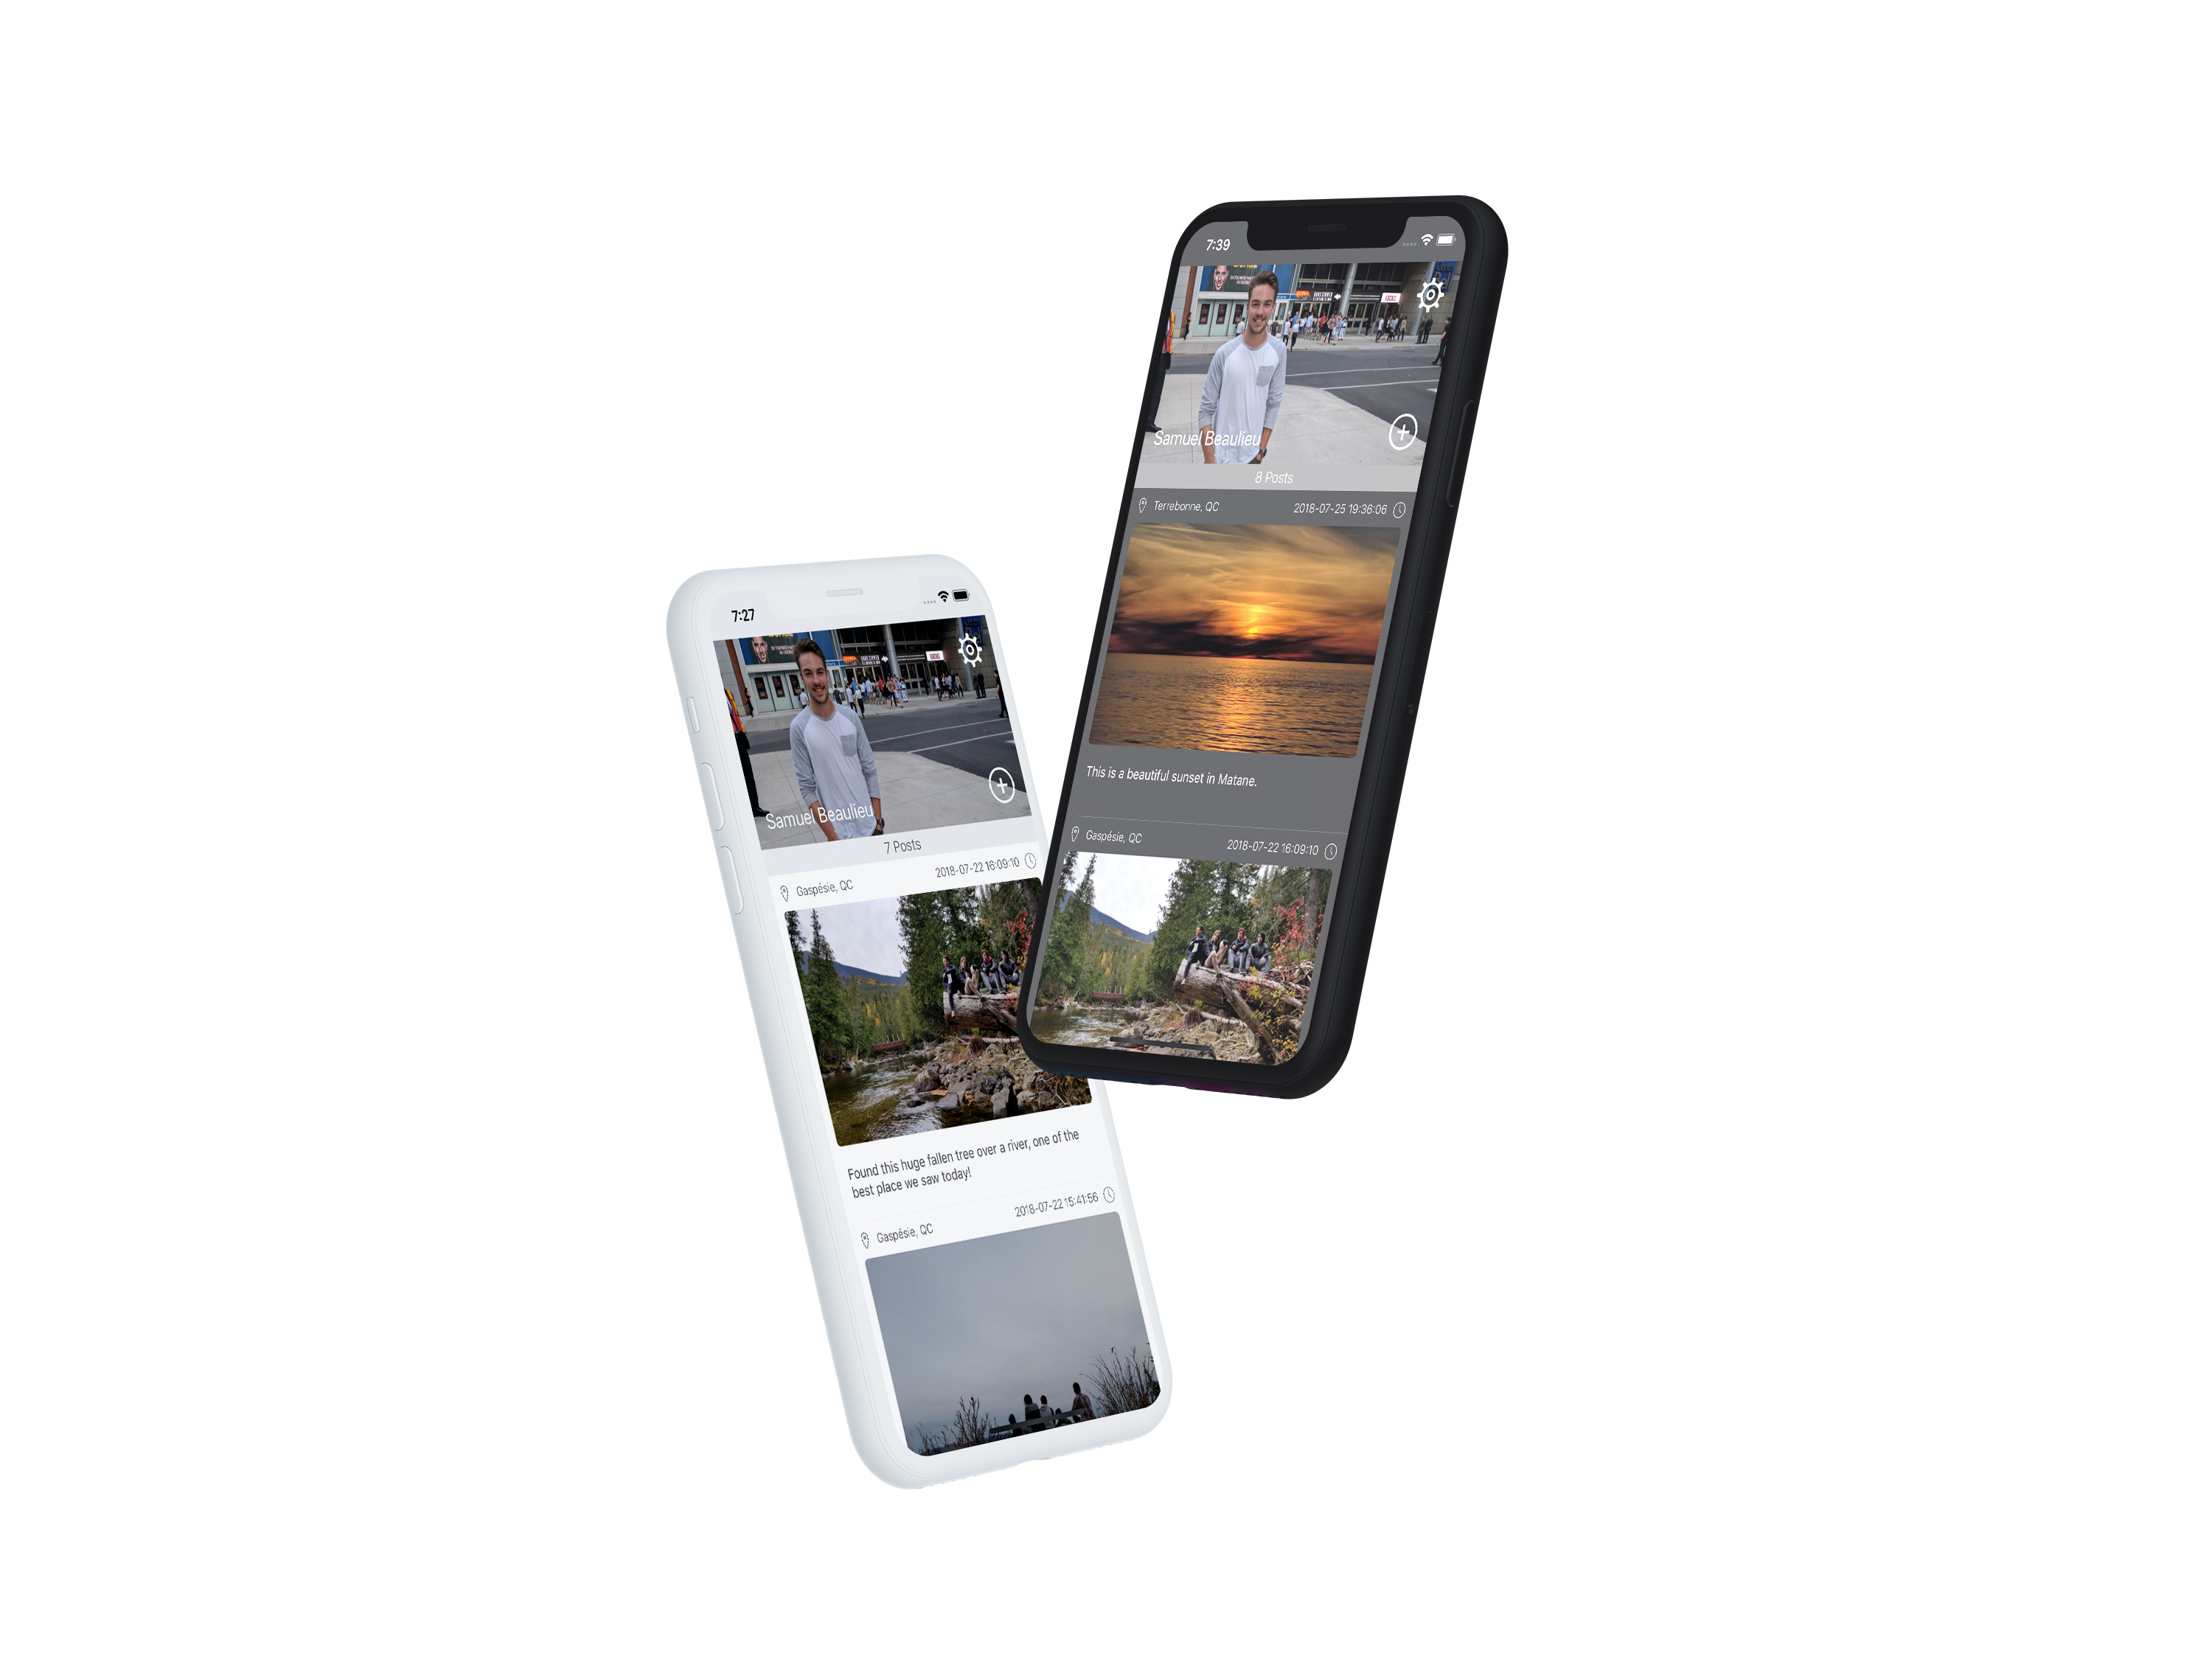 7:39
Samuel Beaulieu
8 Posts
Terrebonne, QC 2018-07-25 19:36:06
This is a beautiful sunset in Matane.
Gaspésie, QC 2018-07-22 16:09:10
7:27
Samuel Beaulieu
7 Posts
Gaspésie, QC 2018-07-22 16:09:10
Found this huge fallen tree over a river, one of the
best place we saw today!
Gaspésie, QC 2018-07-22 15:41:56